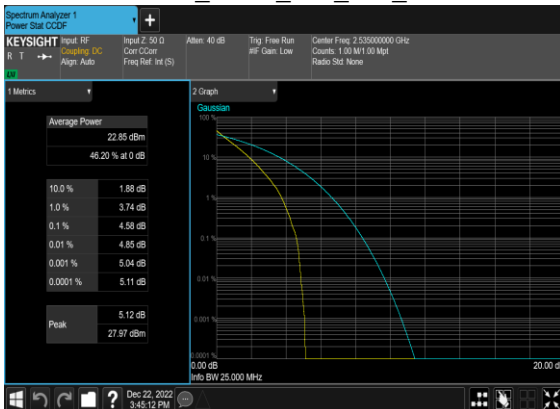 Spectrum Analyzer 1
Power Stat CCDF
+
KEYSIGHT
R T
Input: RF
Coupling: DC
Align: Auto
Input Z: 50 Ω
Corr CCorr
Freq Ref: Int (S)
Atten: 40 dB
Trig: Free Run
#IF Gain: Low
Center Freq: 2.535000000 GHz
Counts: 1.00 M/1.00 Mpt
Radio Std: None
1 Metrics
Average Power
22.85 dBm
46.20 % at 0 dB
10.0 % 1.88 dB
1.0 % 3.74 dB
0.1 % 4.58 dB
0.01 % 4.85 dB
0.001 % 5.04 dB
0.0001 % 5.11 dB
Peak
5.12 dB
27.97 dBm
2 Graph
Gaussian
100 %
10 %
1 %
0.1 %
0.01 %
0.001 %
0.0001 %
0.00 dB
20.00 d
Info BW 25.000 MHz
?
Dec 22, 2022
3:45:12 PM